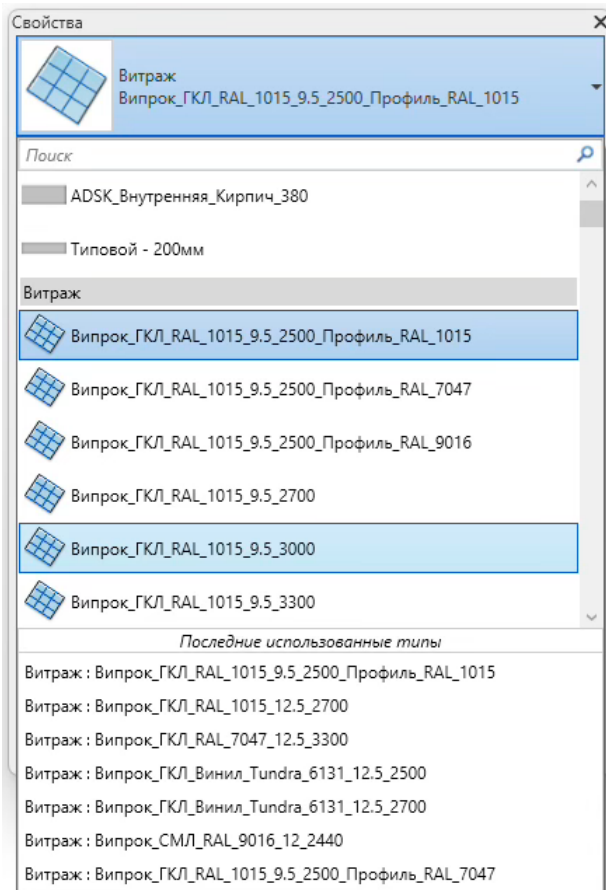 Свойства
Витраж
Випрок_ГКЛ_RAL_1015_9.5_2500_Профиль_RAL_1015
Поиск
ADSK_Внутренняя_Кирпич_380
Типовой - 200мм
Витраж
Випрок_ГКЛ_RAL_1015_9.5_2500_Профиль_RAL_1015
Випрок_ГКЛ_RAL_1015_9.5_2500_Профиль_RAL_7047
Випрок_ГКЛ_RAL_1015_9.5_2500_Профиль_RAL_9016
Випрок_ГКЛ_RAL_1015_9.5_2700
Випрок_ГКЛ_RAL_1015_9.5_3000
Випрок_ГКЛ_RAL_1015_9.5_3300
Последние использованные типы
Витраж : Випрок_ГКЛ_RAL_1015_9.5_2500_Профиль_RAL_1015
Витраж : Випрок_ГКЛ_RAL_1015_12.5_2700
Витраж : Випрок_ГКЛ_RAL_7047_12.5_3300
Витраж : Випрок_ГКЛ_Винил_Tundra_6131_12.5_2500
Витраж : Випрок_ГКЛ_Винил_Tundra_6131_12.5_2700
Витраж : Випрок_СМЛ_RAL_9016_12_2440
Витраж : Випрок_ГКЛ_RAL_1015_9.5_2500_Профиль_RAL_7047